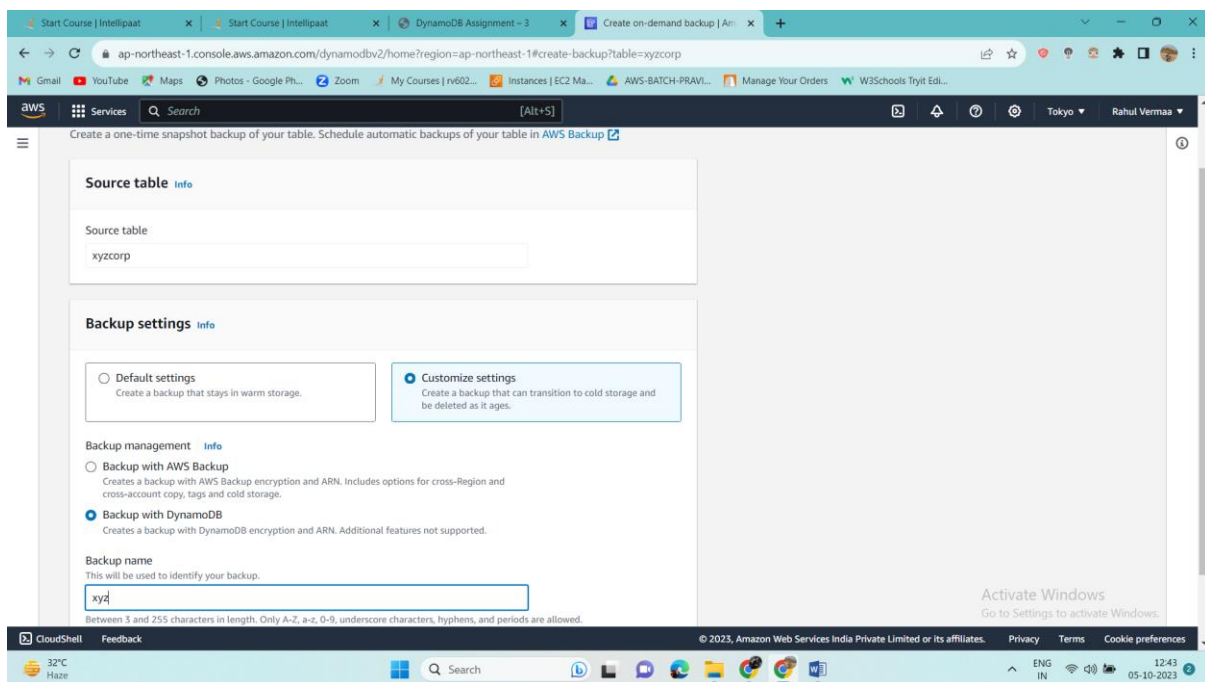 Start Course | Intellipaat
Start Course | Intellipaat
DynamoDB Assignment – 3
Create on-demand backup | Am
ap-northeast-1.console.aws.amazon.com/dynamodbv2/home?region=ap-northeast-1#create-backup?table=xyzcorp
Gmail YouTube Maps Photos - Google Ph... Zoom My Courses | rv602... Instances | EC2 Ma... AWS-BATCH-PRAVI... Manage Your Orders W3Schools Tryit Edi...
aws Services Search [Alt+S] Tokyo Rahul Vermaa
Create a one-time snapshot backup of your table. Schedule automatic backups of your table in AWS Backup
Source table Info
Source table
xyzcorp
Backup settings Info
Default settings
Create a backup that stays in warm storage.
Customize settings
Create a backup that can transition to cold storage and
be deleted as it ages.
Backup management Info
Backup with AWS Backup
Creates a backup with AWS Backup encryption and ARN. Includes options for cross-Region and
cross-account copy, tags and cold storage.
Backup with DynamoDB
Creates a backup with DynamoDB encryption and ARN. Additional features not supported.
Backup name
This will be used to identify your backup.
xyz
Between 3 and 255 characters in length. Only A-Z, a-z, 0-9, underscore characters, hyphens, and periods are allowed.
Activate Windows
Go to Settings to activate Windows.
CloudShell Feedback © 2023, Amazon Web Services India Private Limited or its affiliates. Privacy Terms Cookie preferences
32°C
Haze
Search
ENG
IN
12:43
05-10-2023
2